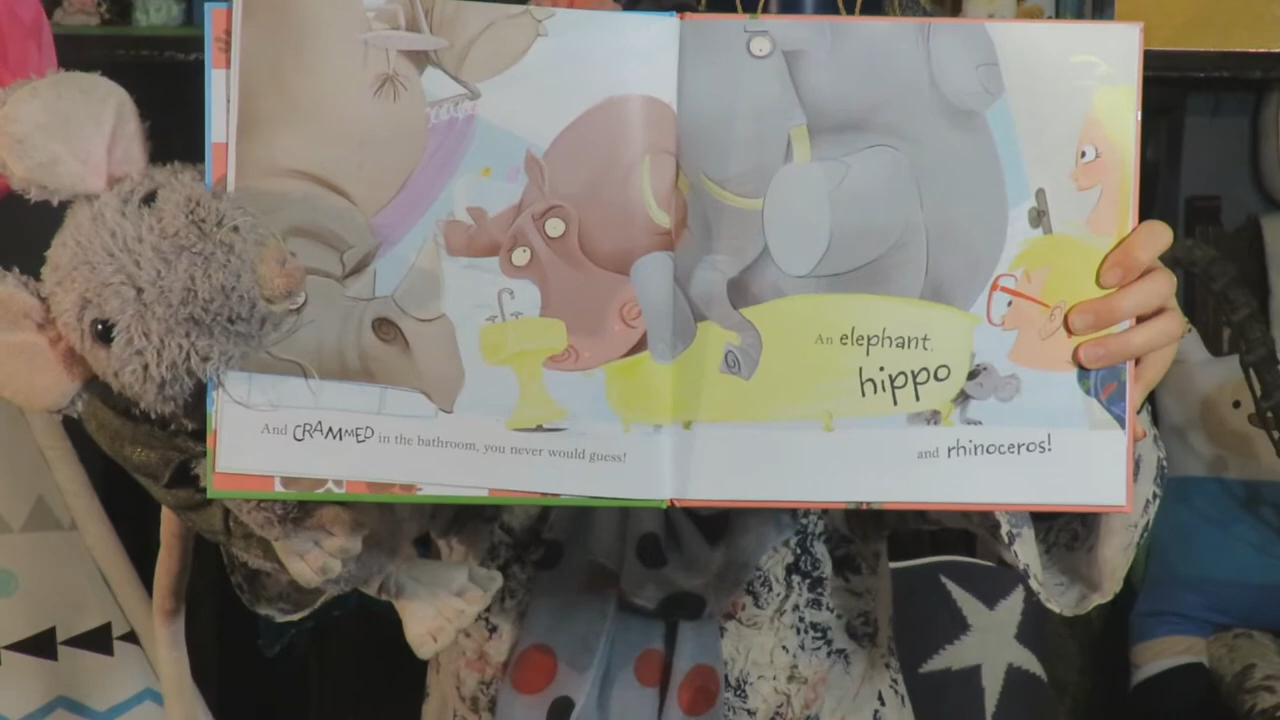 And CRAMMED in the bathroom, you never would guess!
An elephant,
hippo
and rhinoceros!